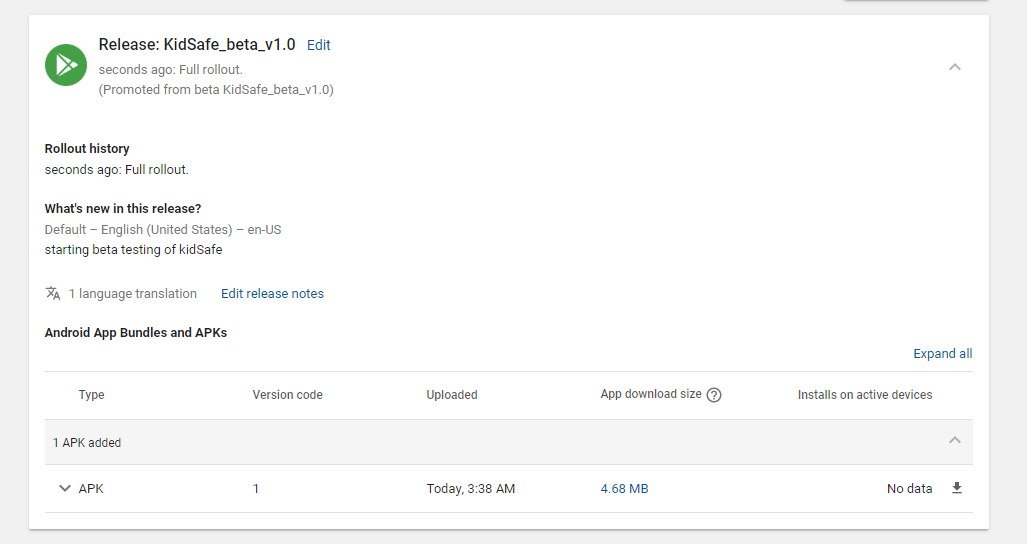 Release: KidSafe_beta_v1.0 Edit
seconds ago: Full rollout.
(Promoted from beta KidSafe_beta_v1.0)
Rollout history
seconds ago: Full rollout.
What's new in this release?
Default – English (United States) – en-US
starting beta testing of kidSafe
1 language translation Edit release notes
Android App Bundles and APKs
Expand all
Type Version code Uploaded App download size Installs on active devices
1 APK added
APK 1 Today, 3:38 AM 4.68 MB No data